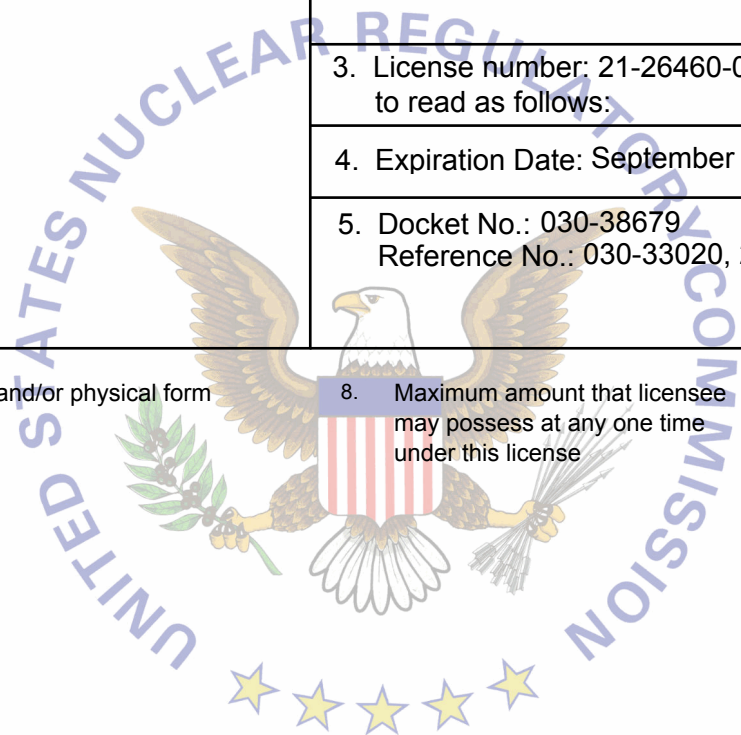 3. License number: 21-26460-0
to read as follows:
4. Expiration Date: September
5. Docket No.: 030-38679
Reference No.: 030-33020,
and/or physical form
8. Maximum amount that licensee
may possess at any one time
under this license
UNITED STATES NUCLEAR REGULATORY COMMISSION